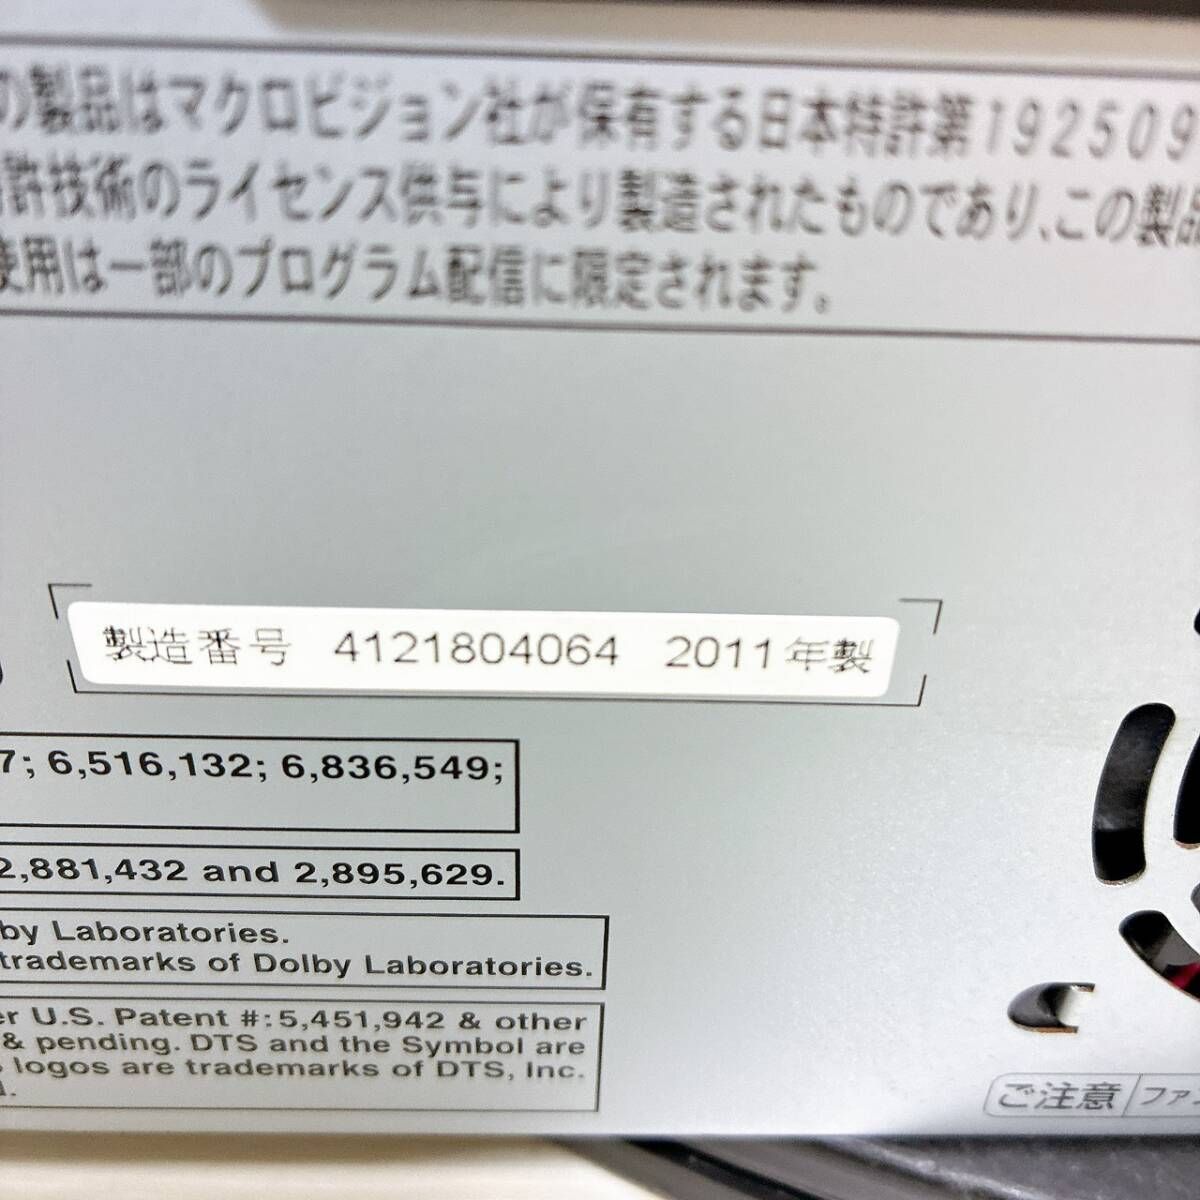 の製品はマクロビジョン社が保有する日本特許第192509
許技術のライセンス供与により製造されたものであり、この製品
使用は一部のプログラム配信に限定されます。
製造番号 4121804064 2011年製
7; 6,516,132; 6,836,549;
2,881,432 and 2,895,629.
by Laboratories.
trademarks of Dolby Laboratories.
er U.S. Patent #: 5,451,942 & other
& pending. DTS and the Symbol are
logos are trademarks of DTS, Inc.
ご注意 ファン